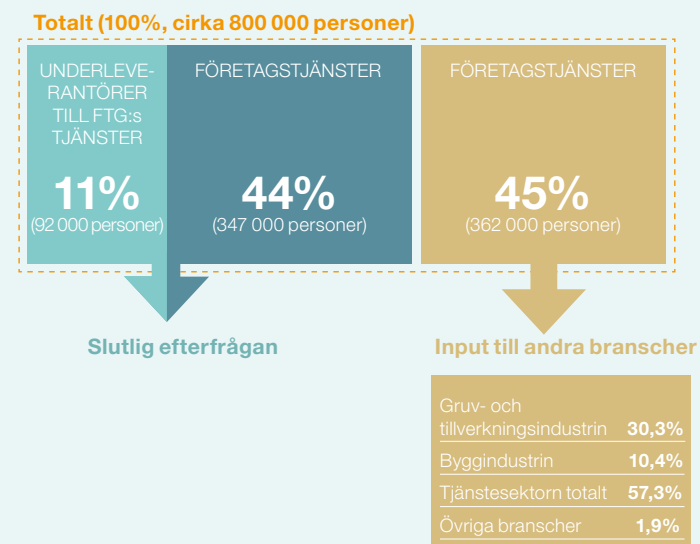 Totalt (100%, cirka 800 000 personer)
UNDERLEVE-
RANTÖRER
TILL FTG:s
TJÄNSTER
11%
(92 000 personer)
FÖRETAGSTJÄNSTER
44%
(347 000 personer)
FÖRETAGSTJÄNSTER
45%
(362 000 personer)
Slutlig efterfrågan
Input till andra branscher
Gruv- och
tillverkningsindustrin 30,3%
Byggindustrin 10,4%
Tjänstesektorn totalt 57,3%
Övriga branscher 1,9%